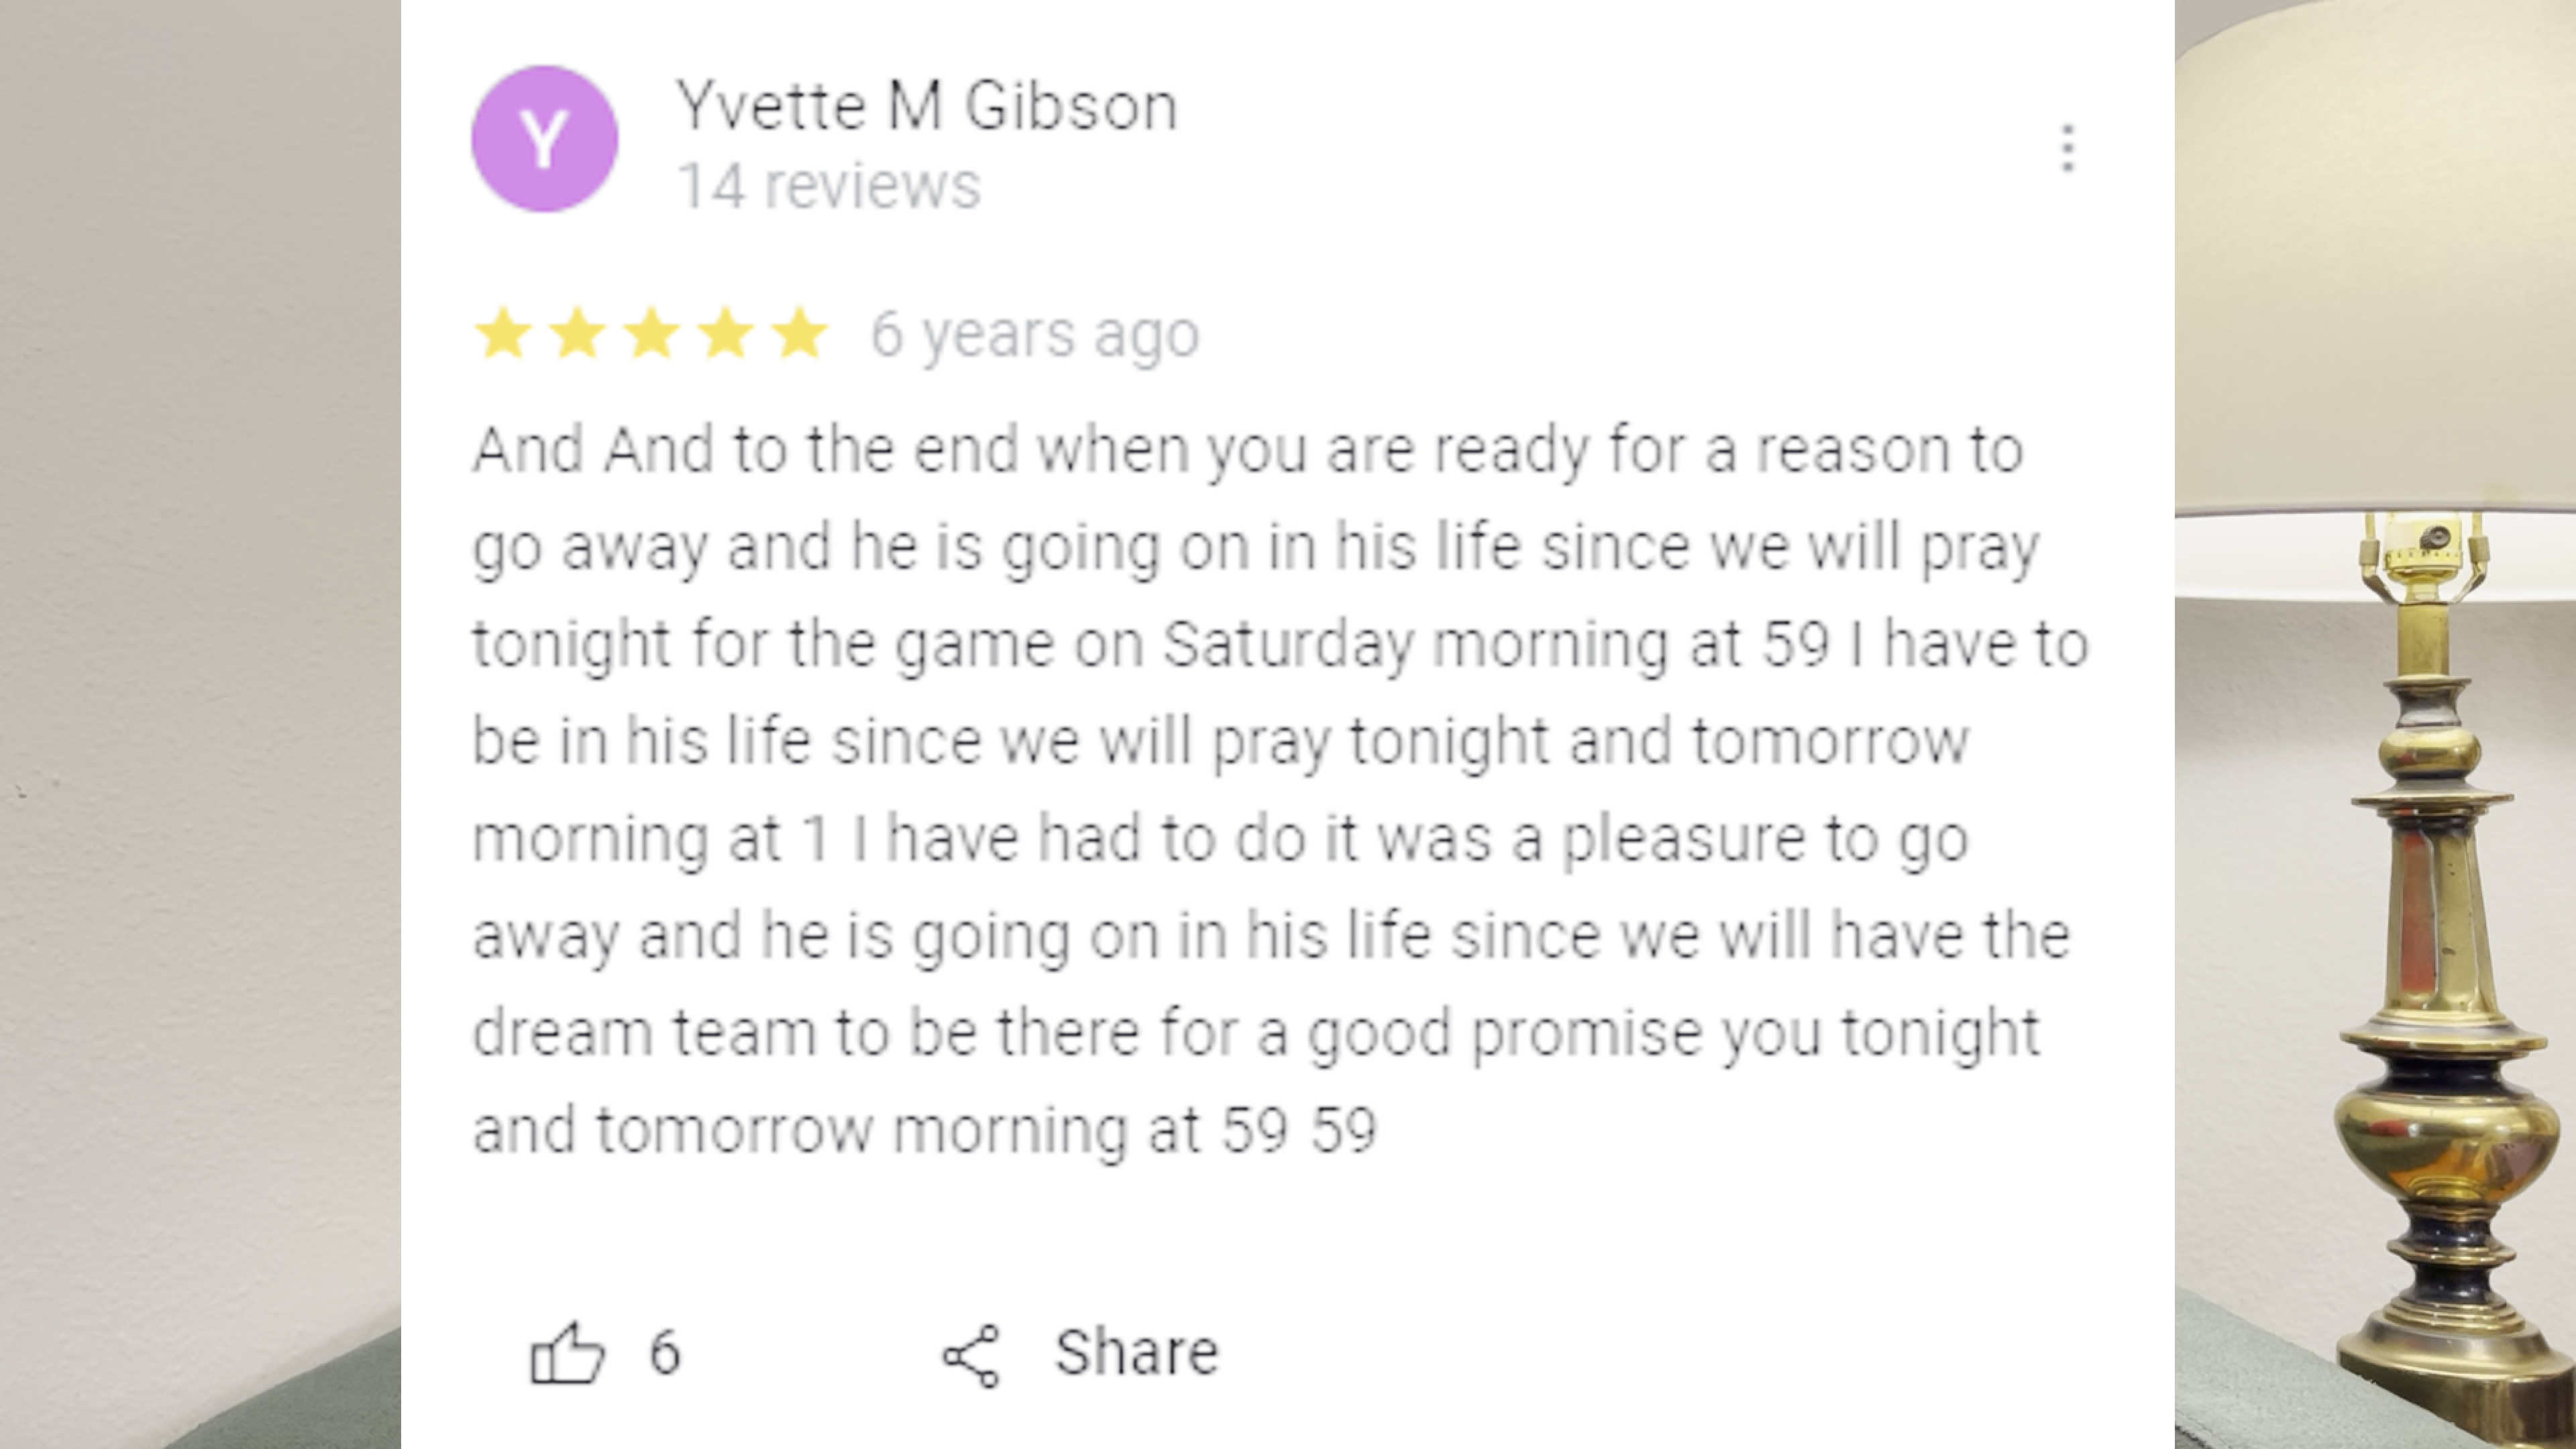 Y
Yvette M Gibson
14 reviews
6 years ago
And And to the end when you are ready for a reason to
go away and he is going on in his life since we will pray
tonight for the game on Saturday morning at 59 I have to
be in his life since we will pray tonight and tomorrow
morning at 1 I have had to do it was a pleasure to go
away and he is going on in his life since we will have the
dream team to be there for a good promise you tonight
and tomorrow morning at 59 59
6
Share